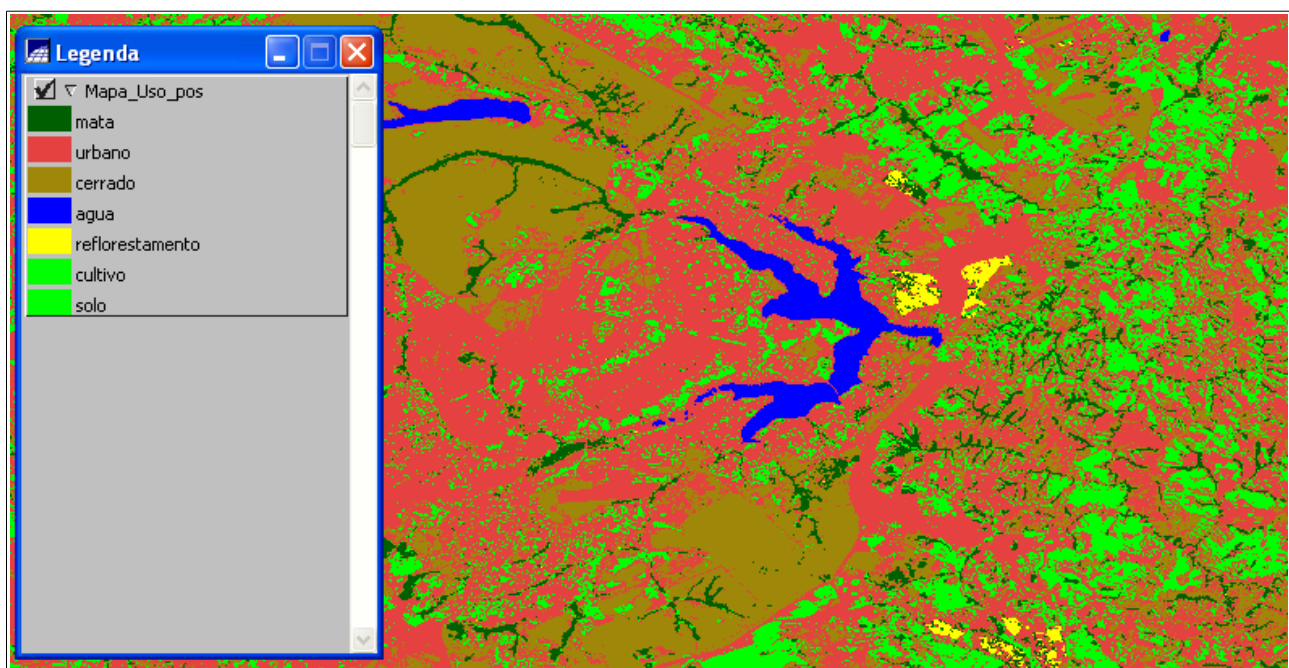 Legenda
Mapa_Uso_pos
mata
urbano
cerrado
agua
reflorestamento
cultivo
solo